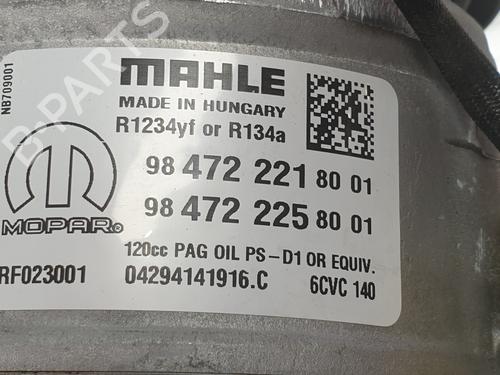 MAHLE
MADE IN HUNGARY
R1234yf or R134a
98 472 221 80 01
98 472 225 80 01
120cc PAG OIL PS-D1 OR EQUIV.
04294141916.C 6CVC 140
NB709001
MOPAR®
RF023001
B-PARTS